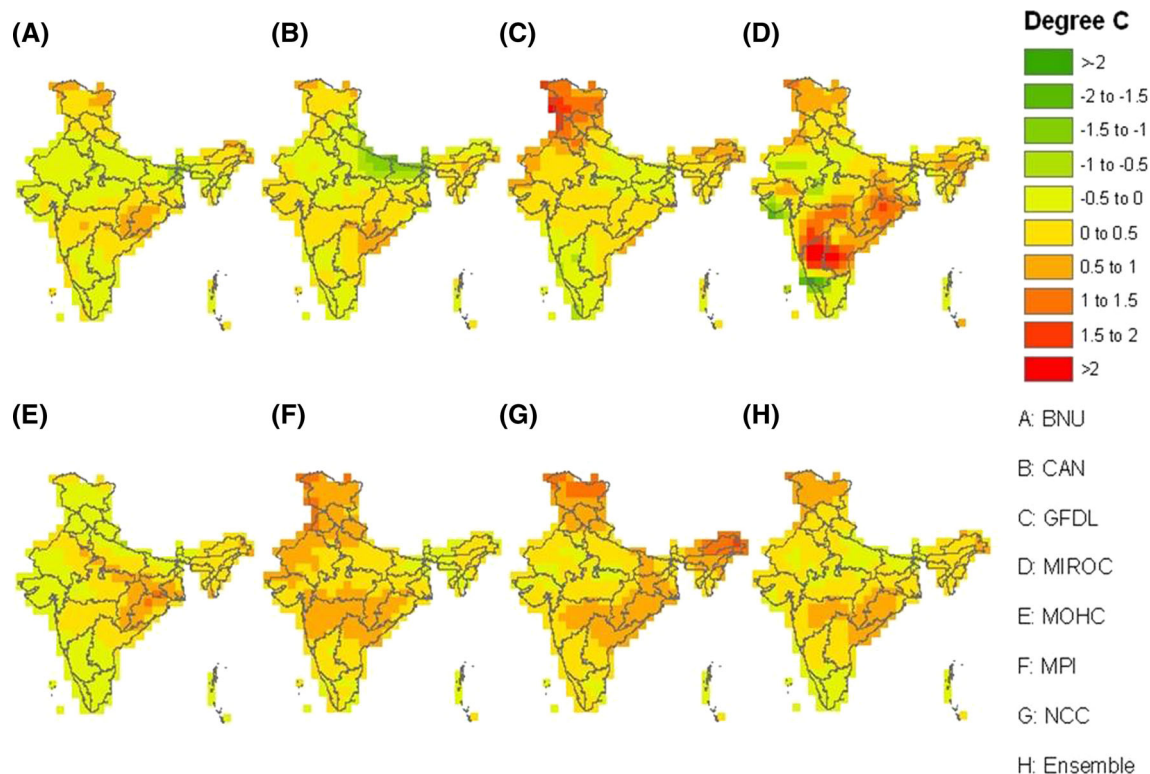 (A)
(B)
(C)
(D)
Degree C
>-2
-2 to -1.5
-1.5 to -1
-1 to -0.5
-0.5 to 0
0 to 0.5
0.5 to 1
1 to 1.5
1.5 to 2
>2
(E)
(F)
(G)
(H)
A: BNU
B: CAN
C: GFDL
D: MIROC
E: MOHC
F: MPI
G: NCC
H: Ensemble